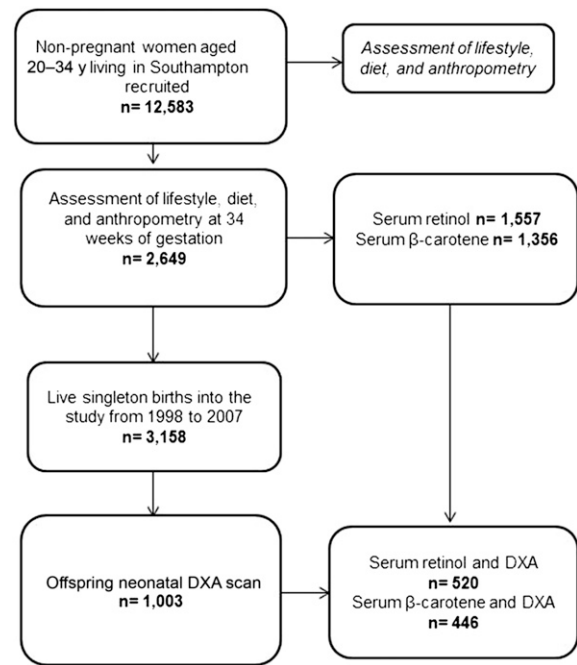 Non-pregnant women aged
20–34 y living in Southampton
recruited
n= 12,583
Assessment of lifestyle,
diet, and anthropometry
Assessment of lifestyle, diet,
and anthropometry at 34
weeks of gestation
n= 2,649
Serum retinol n= 1,557
Serum β-carotene n= 1,356
Live singleton births into the
study from 1998 to 2007
n= 3,158
Offspring neonatal DXA scan
n= 1,003
Serum retinol and DXA
n= 520
Serum β-carotene and DXA
n= 446